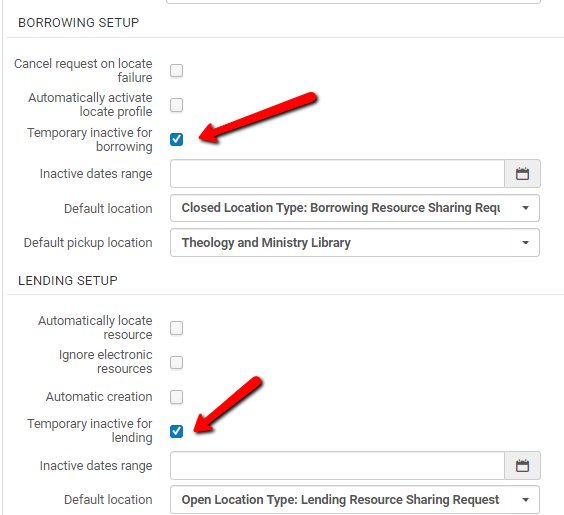 BORROWING SETUP
Cancel request on locate
failure
Automatically activate
locate profile
Temporary inactive for
borrowing
Inactive dates range
Default location Closed Location Type: Borrowing Resource Sharing Requ
Default pickup location Theology and Ministry Library
LENDING SETUP
Automatically locate
resource
Ignore electronic
resources
Automatic creation
Temporary inactive for
lending
Inactive dates range
Default location Open Location Type: Lending Resource Sharing Request